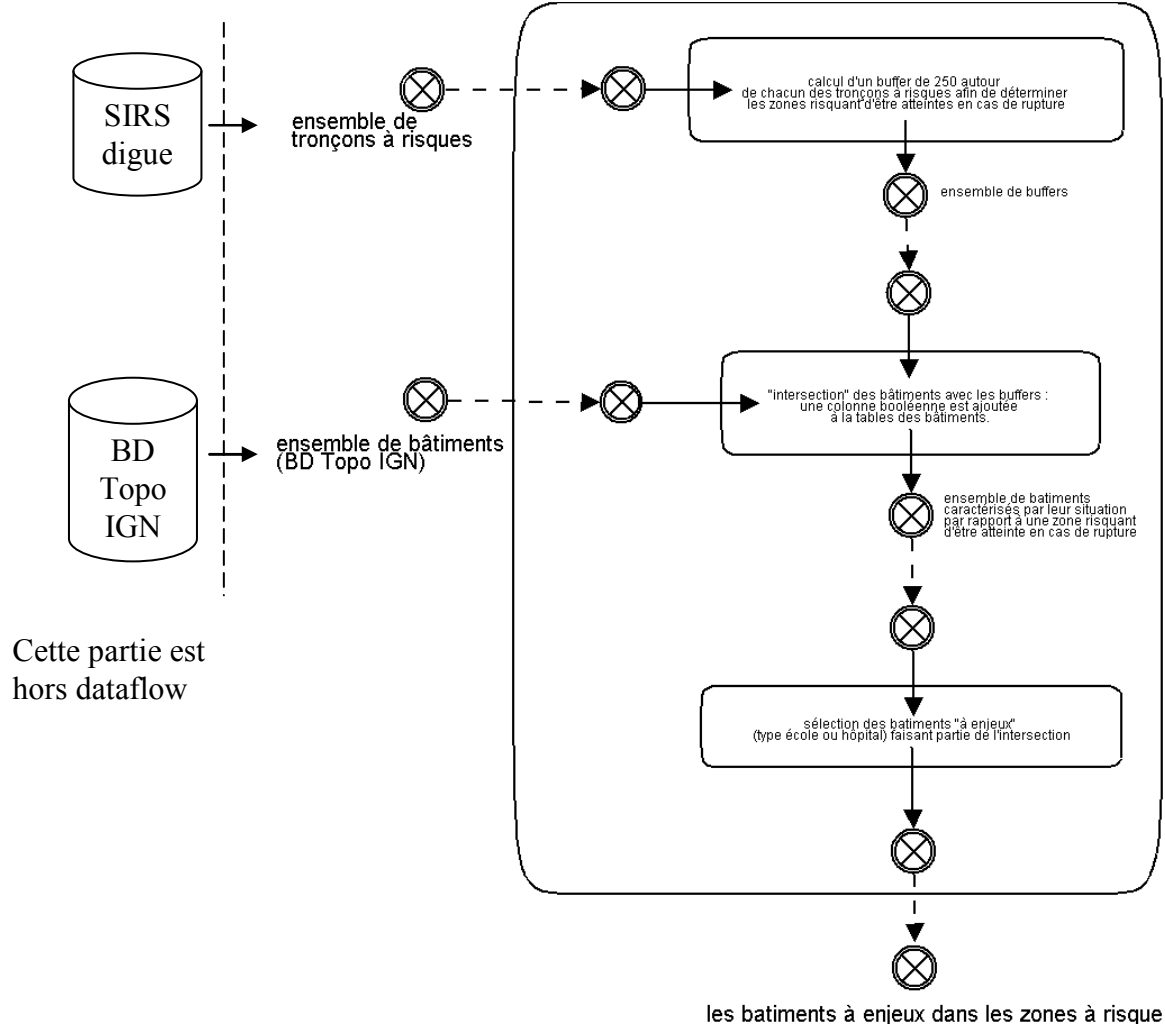 SIRS
digue
ensemble de
tronçons à risques
calcul d'un buffer de 250 autour
de chacun des tronçons à risques afin de déterminer
les zones risquant d'être atteintes en cas de rupture
ensemble de buffers
BD
Topo
IGN
ensemble de bâtiments
(BD Topo IGN)
"intersection" des bâtiments avec les buffers :
une colonne booléenne est ajoutée
à la tables des bâtiments.
ensemble de batiments
caractérisés par leur situation
par rapport à une zone risquant
d'être atteinte en cas de rupture
Cette partie est
hors dataflow
sélection des batiments "à enjeux"
(type école ou hôpital) faisant partie de l'intersection
les batiments à enjeux dans les zones à risque